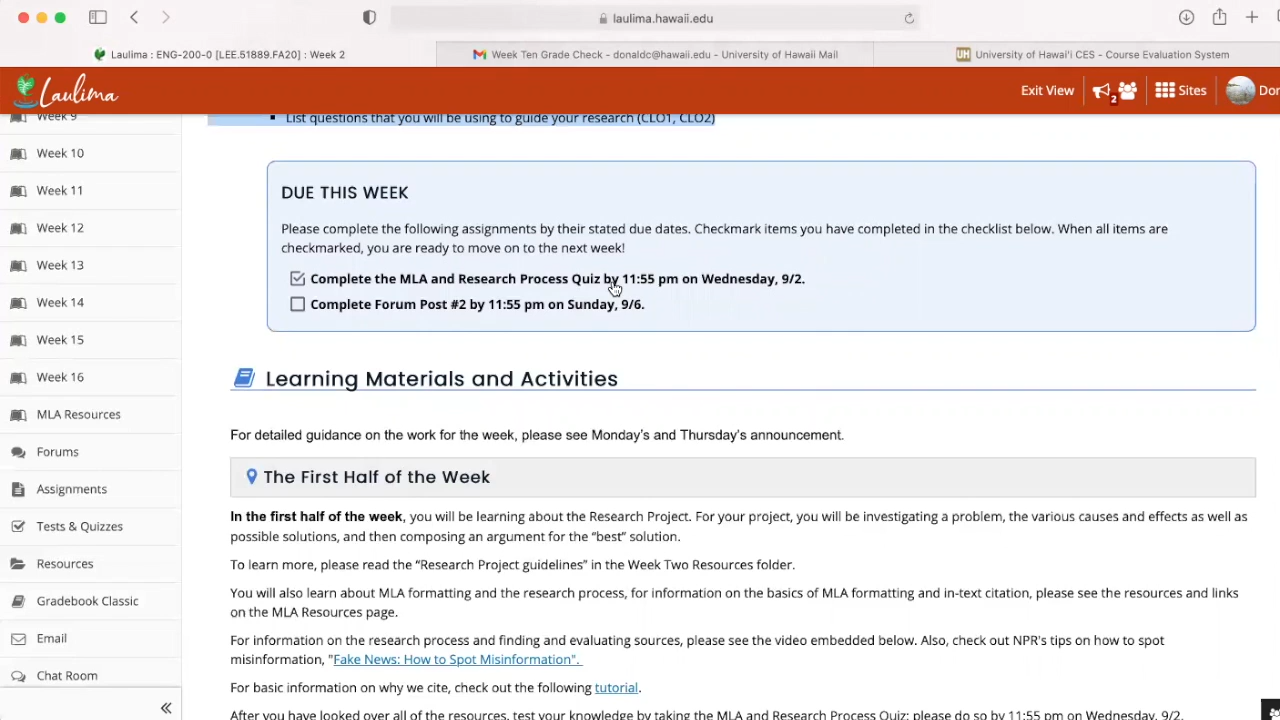 laulima.hawaii.edu
Laulima : ENG-200-0 [LEE.51889.FA20] : Week 2
Week Ten Grade Check - donaldc@hawaii.edu - University of Hawaii Mail
UH University of Hawai'i CES - Course Evaluation System
Laulima
Exit View
2
Sites
Don
Week 9
Week 10
Week 11
Week 12
Week 13
Week 14
Week 15
Week 16
MLA Resources
Forums
Assignments
Tests & Quizzes
Resources
Gradebook Classic
Email
Chat Room
List questions that you will be using to guide your research (CLO1, CLO2)
DUE THIS WEEK
Please complete the following assignments by their stated due dates. Checkmark items you have completed in the checklist below. When all items are
checkmarked, you are ready to move on to the next week!
Complete the MLA and Research Process Quiz by 11:55 pm on Wednesday, 9/2.
Complete Forum Post #2 by 11:55 pm on Sunday, 9/6.
Learning Materials and Activities
For detailed guidance on the work for the week, please see Monday's and Thursday's announcement.
The First Half of the Week
In the first half of the week, you will be learning about the Research Project. For your project, you will be investigating a problem, the various causes and effects as well as
possible solutions, and then composing an argument for the “best” solution.
To learn more, please read the “Research Project guidelines” in the Week Two Resources folder.
You will also learn about MLA formatting and the research process, for information on the basics of MLA formatting and in-text citation, please see the resources and links
on the MLA Resources page.
For information on the research process and finding and evaluating sources, please see the video embedded below. Also, check out NPR's tips on how to spot
misinformation, "Fake News: How to Spot Misinformation".
For basic information on why we cite, check out the following tutorial.
After you have looked over all of the resources, test your knowledge by taking the MLA and Research Process Quiz; please do so by 11:55 pm on Wednesday, 9/2.